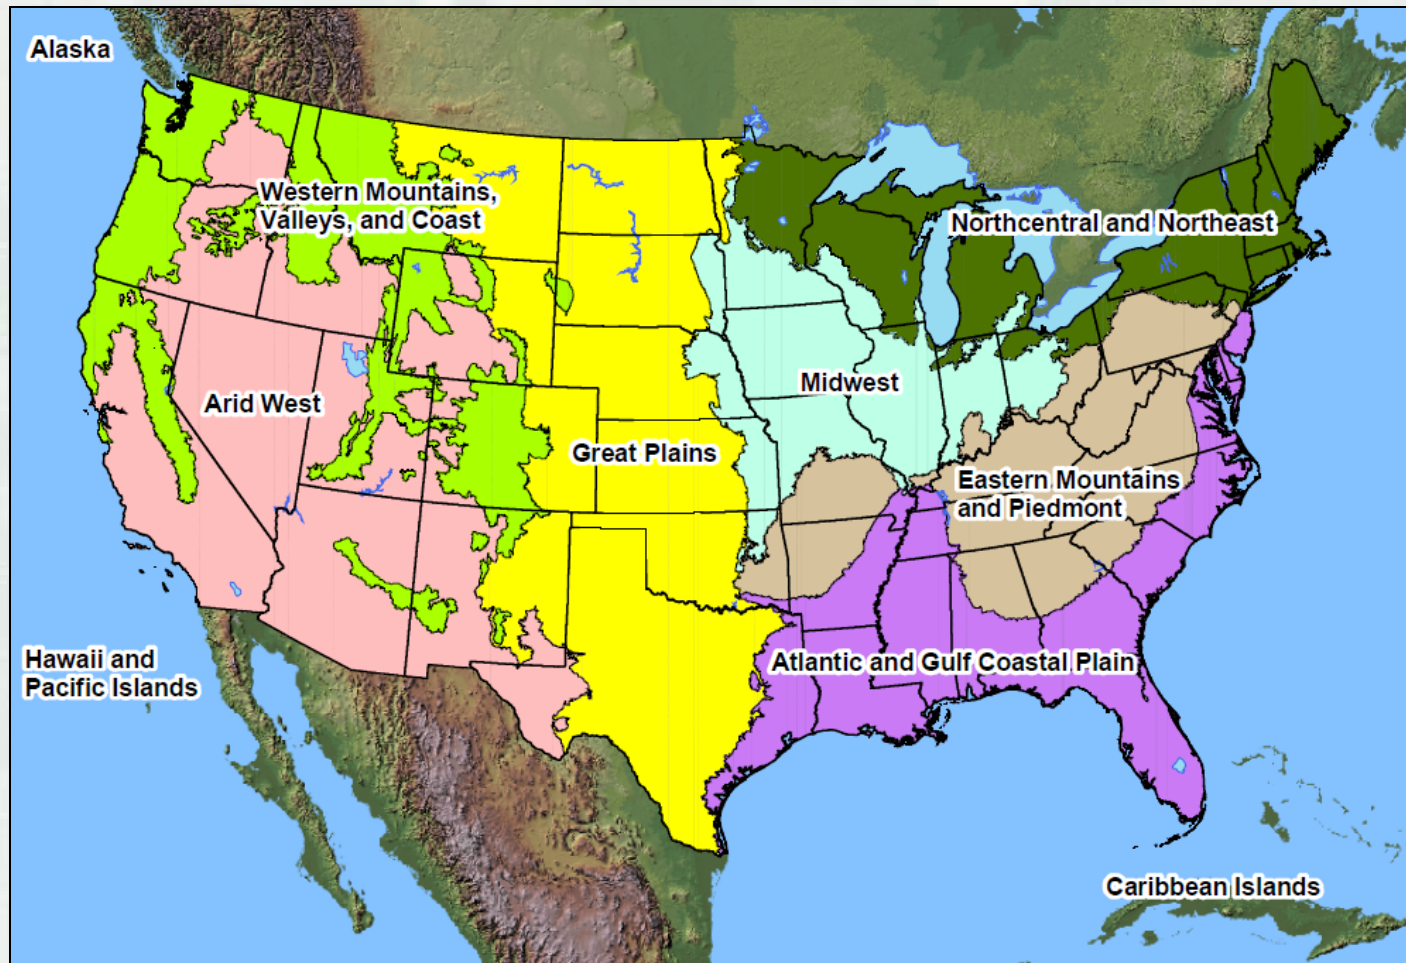 Alaska
Western Mountains,
Valleys, and Coast
Northcentral and Northeast
Arid West
Midwest
Great Plains
Eastern Mountains
and Piedmont
Hawaii and
Pacific Islands
Atlantic and Gulf Coastal Plain
Caribbean Islands